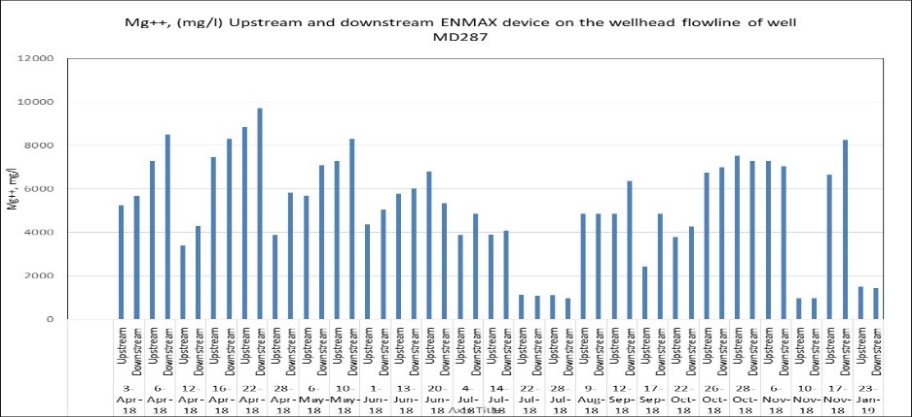 Mg++, (mg/l) Upstream and downstream ENMAX device on the wellhead flowline of well
MD287
12000
10000
8000
6000
4000
2000
0
Mg++, mg/l
Upstream Downstream Upstream Downstream Upstream Downstream Upstream Downstream Upstream Downstream Upstream Downstream Upstream Downstream Upstream Downstream Upstream Downstream Upstream Downstream Upstream Downstream Upstream Downstream Upstream Downstream Upstream Downstream Upstream Downstream Upstream Downstream Upstream Downstream Upstream Downstream Upstream Downstream Upstream Downstream Upstream Downstream Upstream Downstream Upstream Downstream Upstream Downstream Upstream Downstream
3- 6- 12- 16- 22- 28- 6- 10- 1- 13- 20- 4- 14- 22- 28- 9- 12- 17- 22- 26- 28- 6- 10- 17- 23-
Apr- Apr- Apr- Apr- Apr- Apr- May- May- Jun- Jun- Jun- Jul- Jul- Jul- Jul- Aug- Sep- Sep- Oct- Oct- Oct- Nov- Nov- Nov- Jan-
18 18 18 18 18 18 18 18 18 18 18 18 18 18 18 18 18 18 18 18 18 18 18 18 19
Axis Title